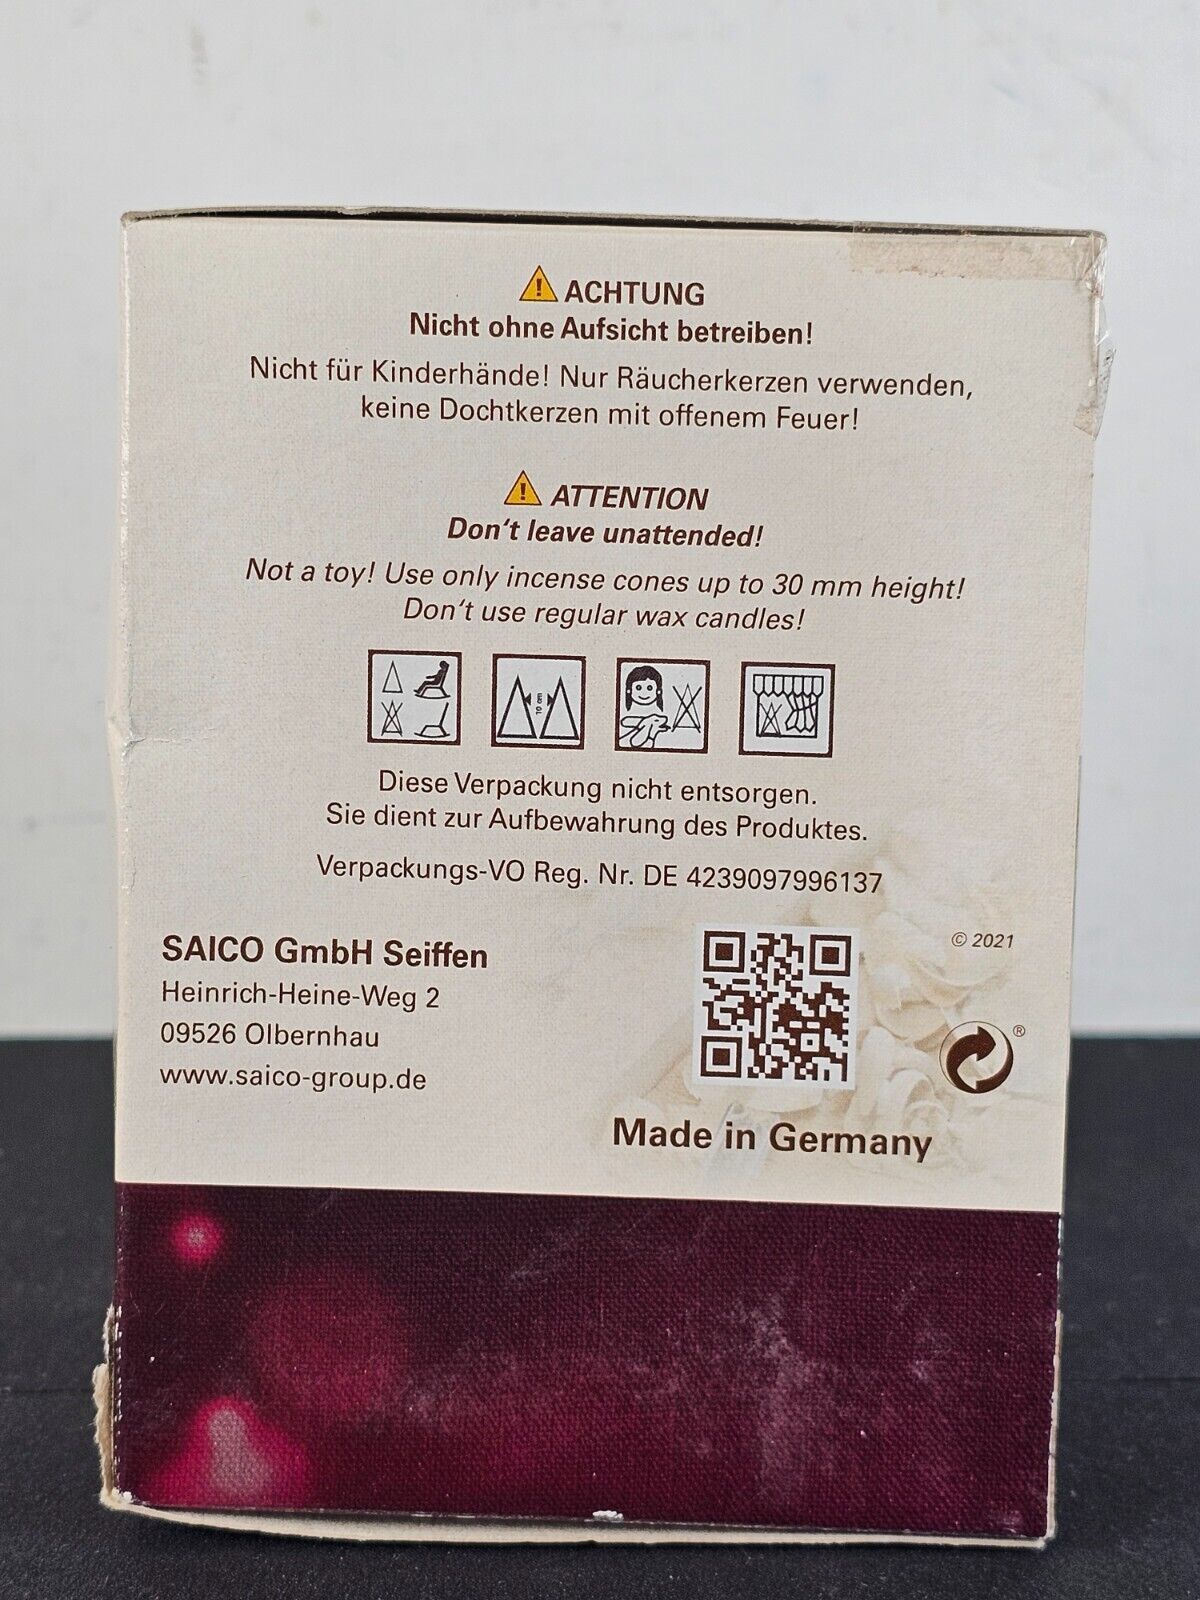 ACHTUNG
Nicht ohne Aufsicht betreiben!
Nicht für Kinderhände! Nur Räucherkerzen verwenden,
keine Dochtkerzen mit offenem Feuer!
ATTENTION
Don't leave unattended!
Not a toy! Use only incense cones up to 30 mm height!
Don't use regular wax candles!
10 cm
Diese Verpackung nicht entsorgen.
Sie dient zur Aufbewahrung des Produktes.
Verpackungs-VO Reg. Nr. DE 4239097996137
SAICO GmbH Seiffen
Heinrich-Heine-Weg 2
09526 Olbernhau
www.saico-group.de
© 2021
®
Made in Germany